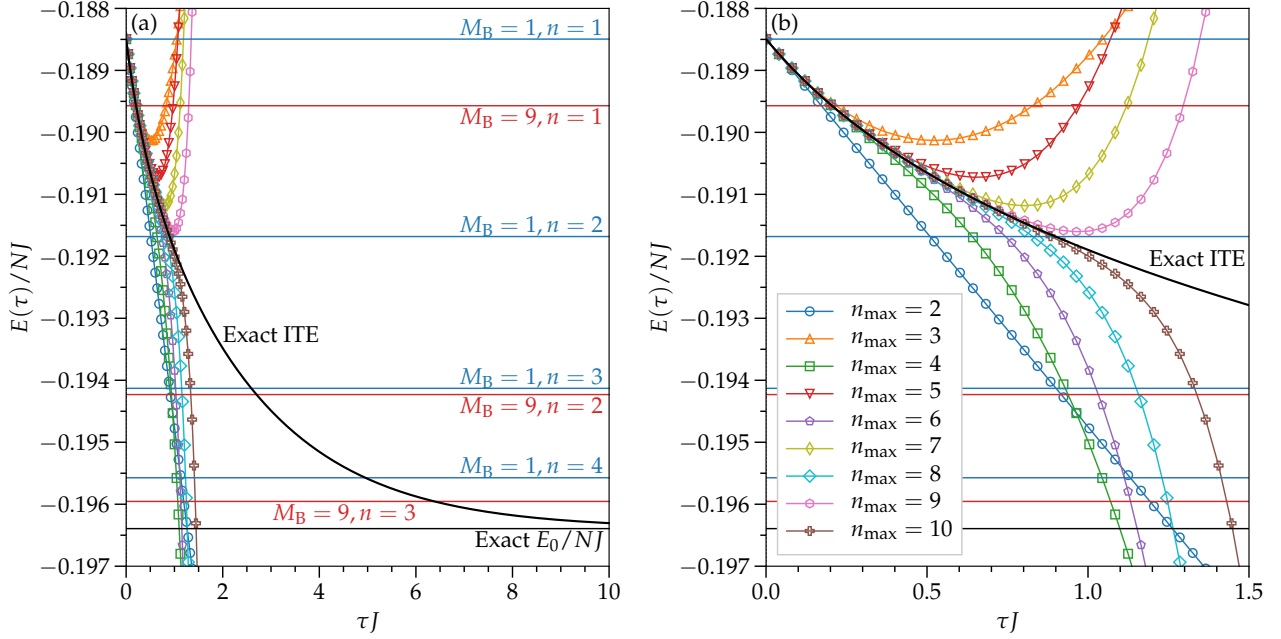 (a)
−0.188
−0.189
−0.190
−0.191
−0.192
−0.193
−0.194
−0.195
−0.196
−0.197
E(τ)/NJ
M_B = 1, n = 1
M_B = 9, n = 1
M_B = 1, n = 2
Exact ITE
M_B = 1, n = 3
M_B = 9, n = 2
M_B = 1, n = 4
M_B = 9, n = 3
Exact E_0/NJ
0 2 4 6 8 10
τJ
(b)
−0.188
−0.189
−0.190
−0.191
−0.192
−0.193
−0.194
−0.195
−0.196
−0.197
E(τ)/NJ
Exact ITE
n_max = 2
n_max = 3
n_max = 4
n_max = 5
n_max = 6
n_max = 7
n_max = 8
n_max = 9
n_max = 10
0.0 0.5 1.0 1.5
τJ